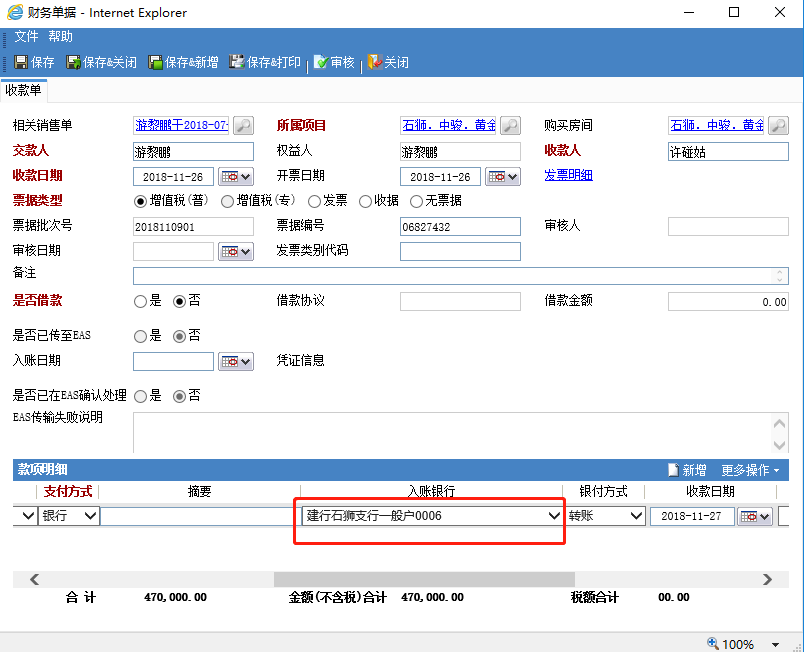 财务单据 - Internet Explorer
文件 帮助
保存 保存&关闭 保存&新增 保存&打印 审核 关闭
收款单
相关销售单 游黎鹏于2018-07- 所属项目 石狮．中骏．黄金 购买房间 石狮．中骏．黄金
交款人 游黎鹏 权益人 游黎鹏 收款人 许碰姑
收款日期 2018-11-26 开票日期 2018-11-26 发票明细
票据类型 增值税(普) 增值税(专) 发票 收据 无票据
票据批次号 2018110901 票据编号 06827432 审核人
审核日期 发票类别代码
备注
是否借款 是 否 借款协议 借款金额 0.00
是否已传至EAS 是 否
入账日期 凭证信息
是否已在EAS确认处理 是 否
EAS传输失败说明
款项明细 新增 更多操作
支付方式 摘要 入账银行 银付方式 收款日期
银行 建行石狮支行一般户0006 转账 2018-11-27
合 计 470,000.00 金额(不含税)合计 470,000.00 税额合计 00.00
100%